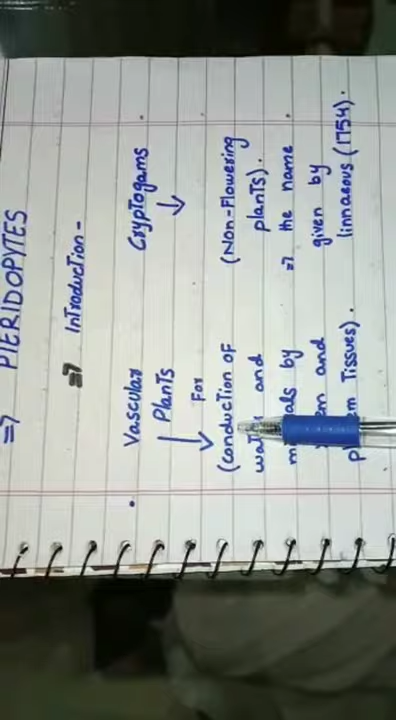 ⇒ PTERIDOPYTES
⇒ Introduction -
• Vascular
Plants
↓ For
(conduction of
and
by
and
Tissues).
Cryptogams
↓
(Non-Flowering
plants).
⇒ the name
given by
linnaeous (1754).